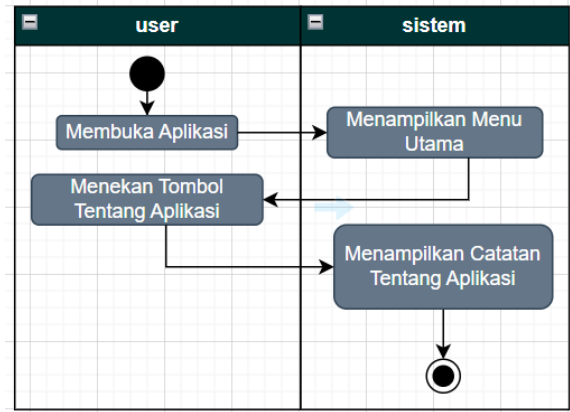 user
sistem
Membuka Aplikasi
Menampilkan Menu
Utama
Menekan Tombol
Tentang Aplikasi
Menampilkan Catatan
Tentang Aplikasi